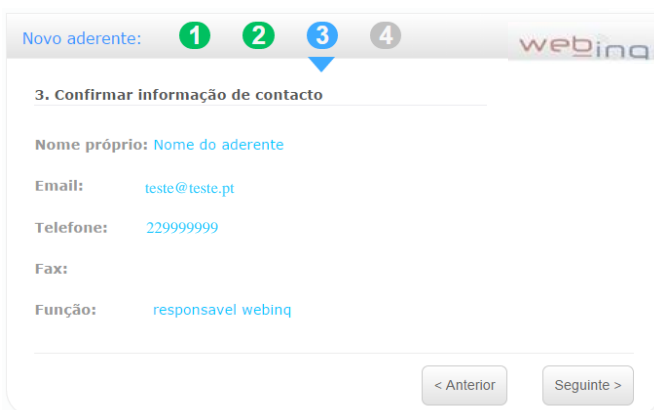 Novo aderente: 1 2 3 4 webinq
3. Confirmar informação de contacto
Nome próprio: Nome do aderente
Email: teste@teste.pt
Telefone: 229999999
Fax:
Função: responsavel webinq
< Anterior Seguinte >